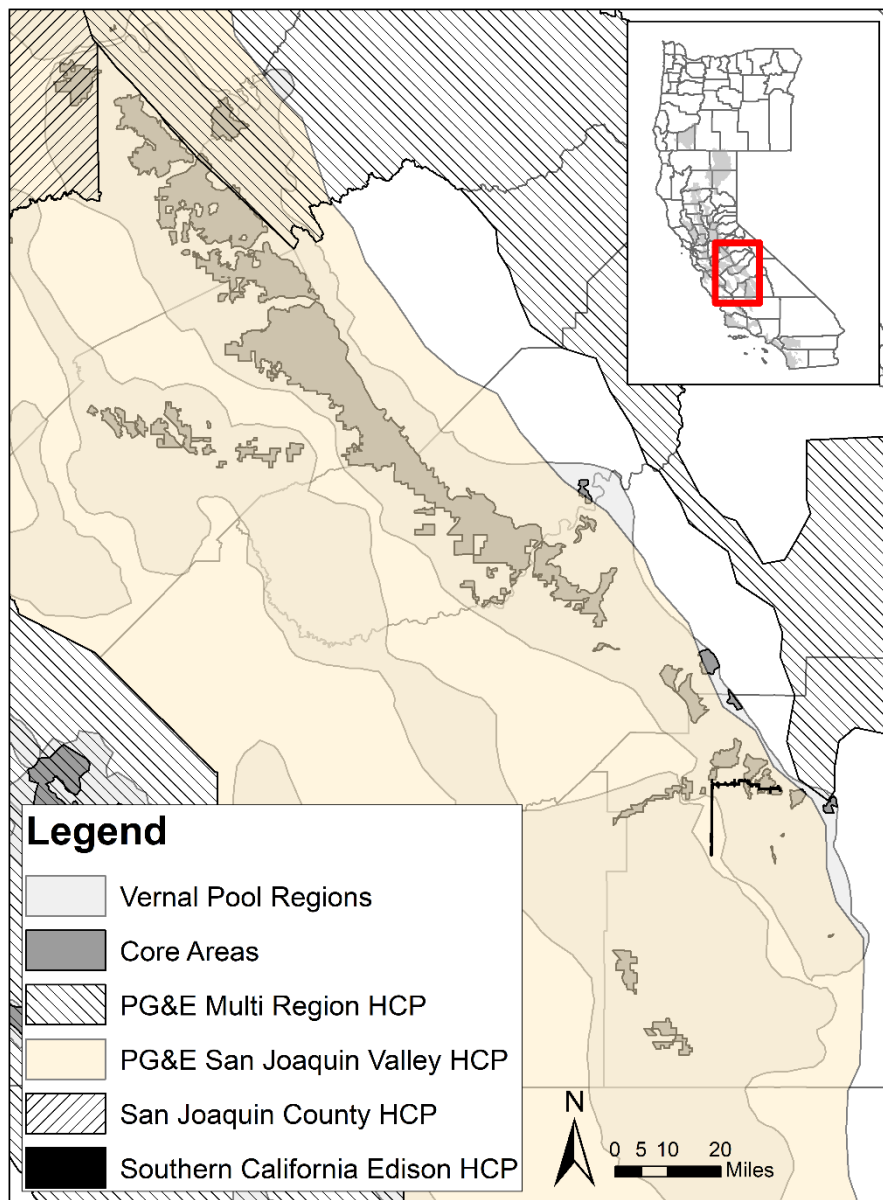 Legend
Vernal Pool Regions
Core Areas
PG&E Multi Region HCP
PG&E San Joaquin Valley HCP
San Joaquin County HCP
Southern California Edison HCP
N
0 5 10 20
Miles